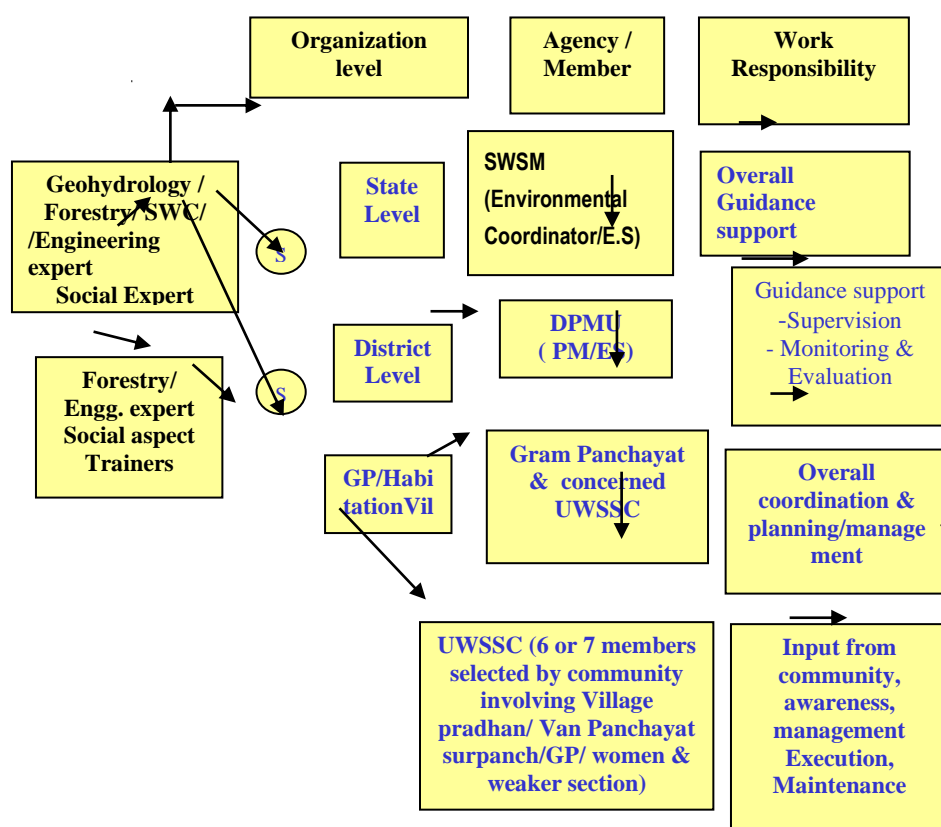 Organization
level
Agency /
Member
Work
Responsibility
Geohydrology /
Forestry/ SWC/
/Engineering
expert
Social Expert
S
State
Level
SWSM
(Environmental
Coordinator/E.S)
Overall
Guidance
support
Forestry/
Engg. expert
Social aspect
Trainers
S
District
Level
DPMU
( PM/ES)
Guidance support
-Supervision
- Monitoring &
Evaluation
GP/Habi
tationVil
Gram Panchayat
& concerned
UWSSC
Overall
coordination &
planning/manage
ment
UWSSC (6 or 7 members
selected by community
involving Village
pradhan/ Van Panchayat
surpanch/GP/ women &
weaker section)
Input from
community,
awareness,
management
Execution,
Maintenance